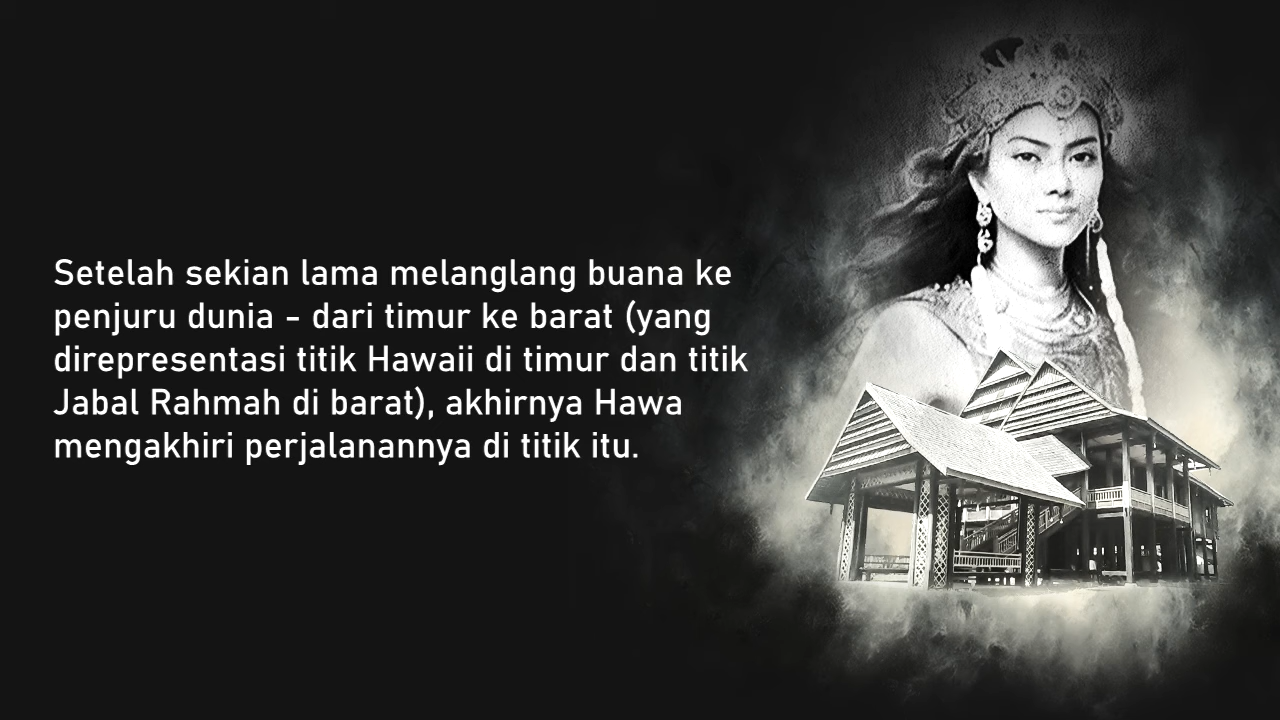 Setelah sekian lama melanglang buana ke
penjuru dunia - dari timur ke barat (yang
direpresentasi titik Hawaii di timur dan titik
Jabal Rahmah di barat), akhirnya Hawa
mengakhiri perjalanannya di titik itu.